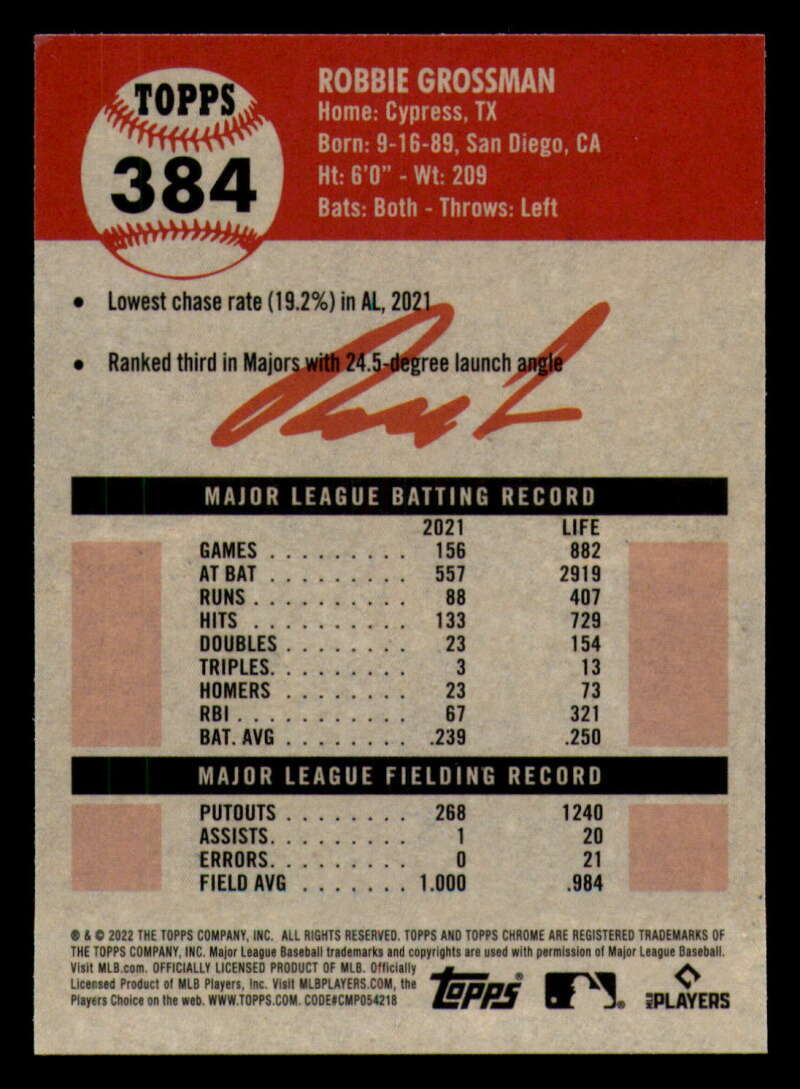 TOPPS
384
ROBBIE GROSSMAN
Home: Cypress, TX
Born: 9-16-89, San Diego, CA
Ht: 6'0" - Wt: 209
Bats: Both - Throws: Left
• Lowest chase rate (19.2%) in AL, 2021
• Ranked third in Majors with 24.5-degree launch angle
MAJOR LEAGUE BATTING RECORD
2021 LIFE
GAMES . . . . . . . . . 156 882
AT BAT . . . . . . . . . 557 2919
RUNS . . . . . . . . . . 88 407
HITS . . . . . . . . . . 133 729
DOUBLES . . . . . . . . 23 154
TRIPLES. . . . . . . . . 3 13
HOMERS . . . . . . . . 23 73
RBI . . . . . . . . . . . 67 321
BAT. AVG . . . . . . . . .239 .250
MAJOR LEAGUE FIELDING RECORD
PUTOUTS . . . . . . . . 268 1240
ASSISTS. . . . . . . . . 1 20
ERRORS. . . . . . . . . 0 21
FIELD AVG . . . . . . . 1.000 .984
® & © 2022 THE TOPPS COMPANY, INC. ALL RIGHTS RESERVED. TOPPS AND TOPPS CHROME ARE REGISTERED TRADEMARKS OF
THE TOPPS COMPANY, INC. Major League Baseball trademarks and copyrights are used with permission of Major League Baseball.
Visit MLB.com. OFFICIALLY LICENSED PRODUCT OF MLB. Officially
Licensed Product of MLB Players, Inc. Visit MLBPLAYERS.COM, the
Players Choice on the web. WWW.TOPPS.COM. CODE#CMP054218
Topps®
MLB PLAYERS